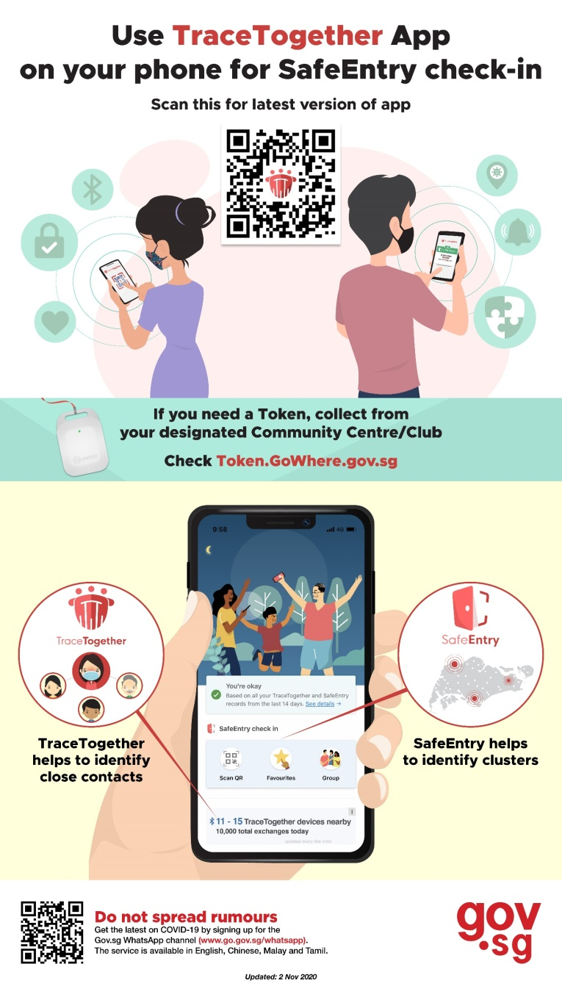 Use TraceTogether App
on your phone for SafeEntry check-in
Scan this for latest version of app
If you need a Token, collect from
your designated Community Centre/Club
Check Token.GoWhere.gov.sg
9:58
4G
TraceTogether
SafeEntry
You're okay
Based on all your TraceTogether and SafeEntry
records from the last 14 days. See details →
SafeEntry check in
Scan QR
Favourites
Group
TraceTogether
helps to identify
close contacts
SafeEntry helps
to identify clusters
11 - 15 TraceTogether devices nearby
10,000 total exchanges today
updated every few mins
Do not spread rumours
Get the latest on COVID-19 by signing up for the
Gov.sg WhatsApp channel (www.go.gov.sg/whatsapp).
The service is available in English, Chinese, Malay and Tamil.
gov
.sg
Updated: 2 Nov 2020